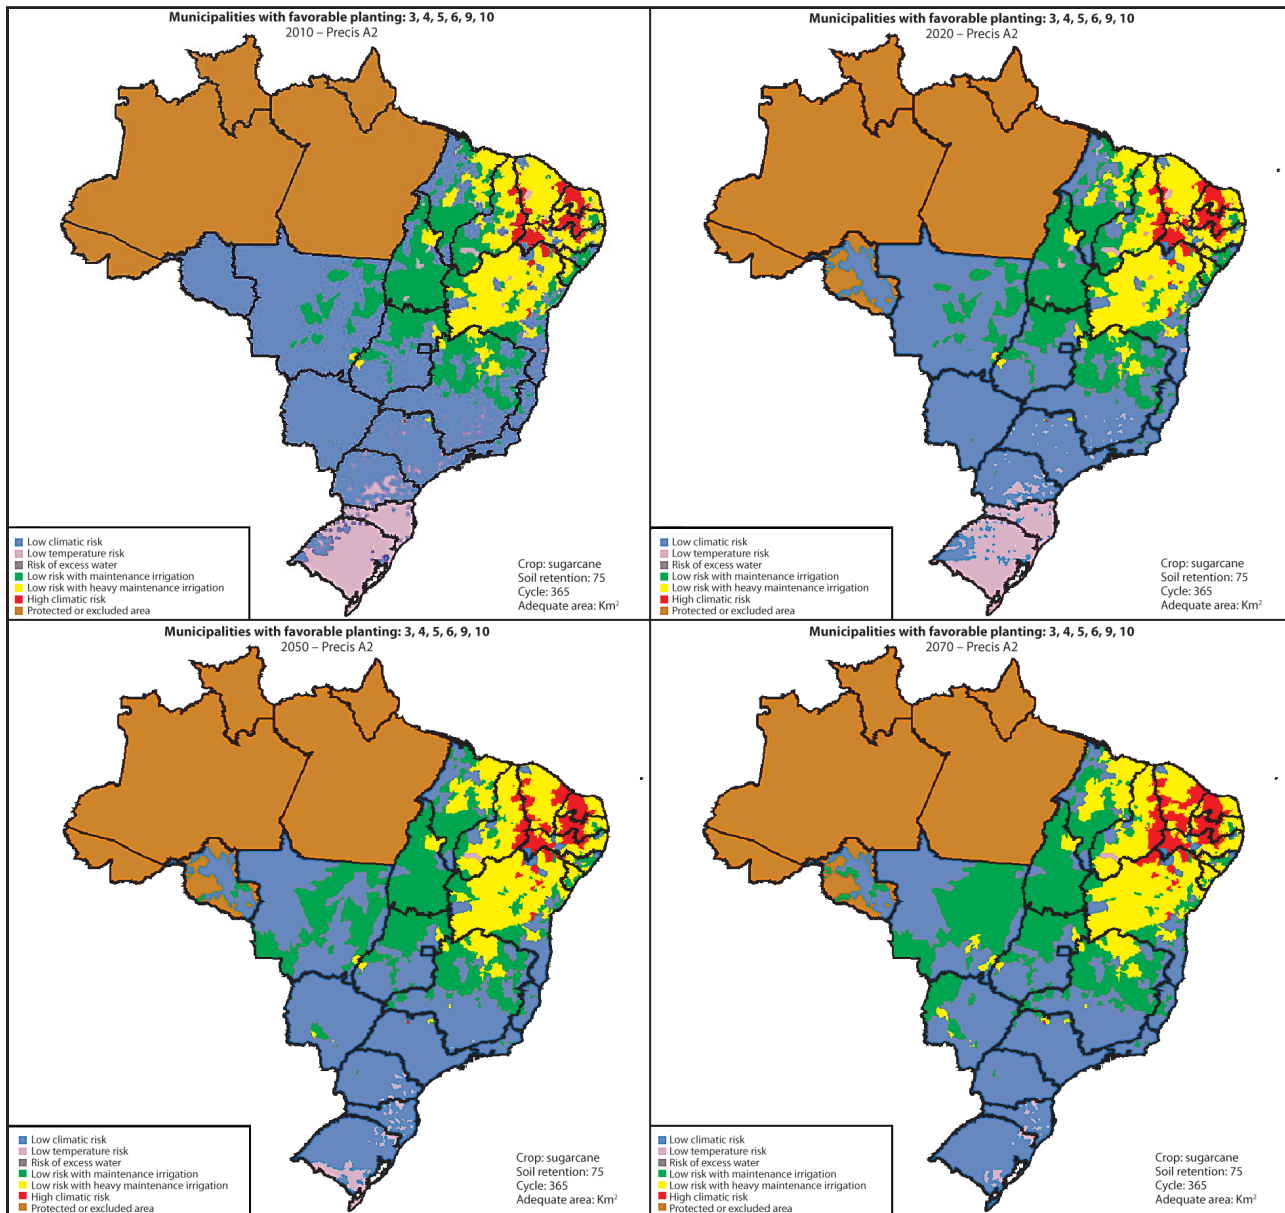 Municipalities with favorable planting: 3, 4, 5, 6, 9, 10
2010 – Precis A2
Low climatic risk
Low temperature risk
Risk of excess water
Low risk with maintenance irrigation
Low risk with heavy maintenance irrigation
High climatic risk
Protected or excluded area
Crop: sugarcane
Soil retention: 75
Cycle: 365
Adequate area: Km²
Municipalities with favorable planting: 3, 4, 5, 6, 9, 10
2020 – Precis A2
Low climatic risk
Low temperature risk
Risk of excess water
Low risk with maintenance irrigation
Low risk with heavy maintenance irrigation
High climatic risk
Protected or excluded area
Crop: sugarcane
Soil retention: 75
Cycle: 365
Adequate area: Km²
Municipalities with favorable planting: 3, 4, 5, 6, 9, 10
2050 – Precis A2
Low climatic risk
Low temperature risk
Risk of excess water
Low risk with maintenance irrigation
Low risk with heavy maintenance irrigation
High climatic risk
Protected or excluded area
Crop: sugarcane
Soil retention: 75
Cycle: 365
Adequate area: Km²
Municipalities with favorable planting: 3, 4, 5, 6, 9, 10
2070 – Precis A2
Low climatic risk
Low temperature risk
Risk of excess water
Low risk with maintenance irrigation
Low risk with heavy maintenance irrigation
High climatic risk
Protected or excluded area
Crop: sugarcane
Soil retention: 75
Cycle: 365
Adequate area: Km²